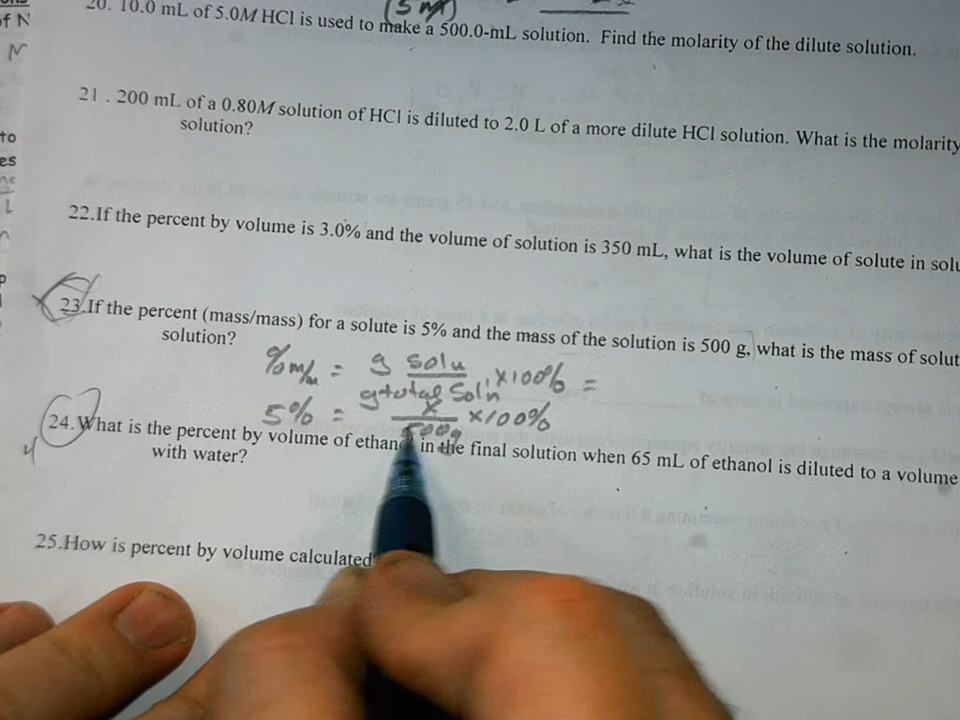 of N
(5 M)
20. 10.0 mL of 5.0M HCl is used to make a 500.0-mL solution. Find the molarity of the dilute solution.
21 . 200 mL of a 0.80M solution of HCl is diluted to 2.0 L of a more dilute HCl solution. What is the molarity
solution?
to
es
L
22.If the percent by volume is 3.0% and the volume of solution is 350 mL, what is the volume of solute in solu
23.If the percent (mass/mass) for a solute is 5% and the mass of the solution is 500 g, what is the mass of solut
solution?
%m/m = g solu x100% =
g total Sol'n
5% = x x100%
500g
24.What is the percent by volume of ethano in the final solution when 65 mL of ethanol is diluted to a volume
with water?
25.How is percent by volume calculated